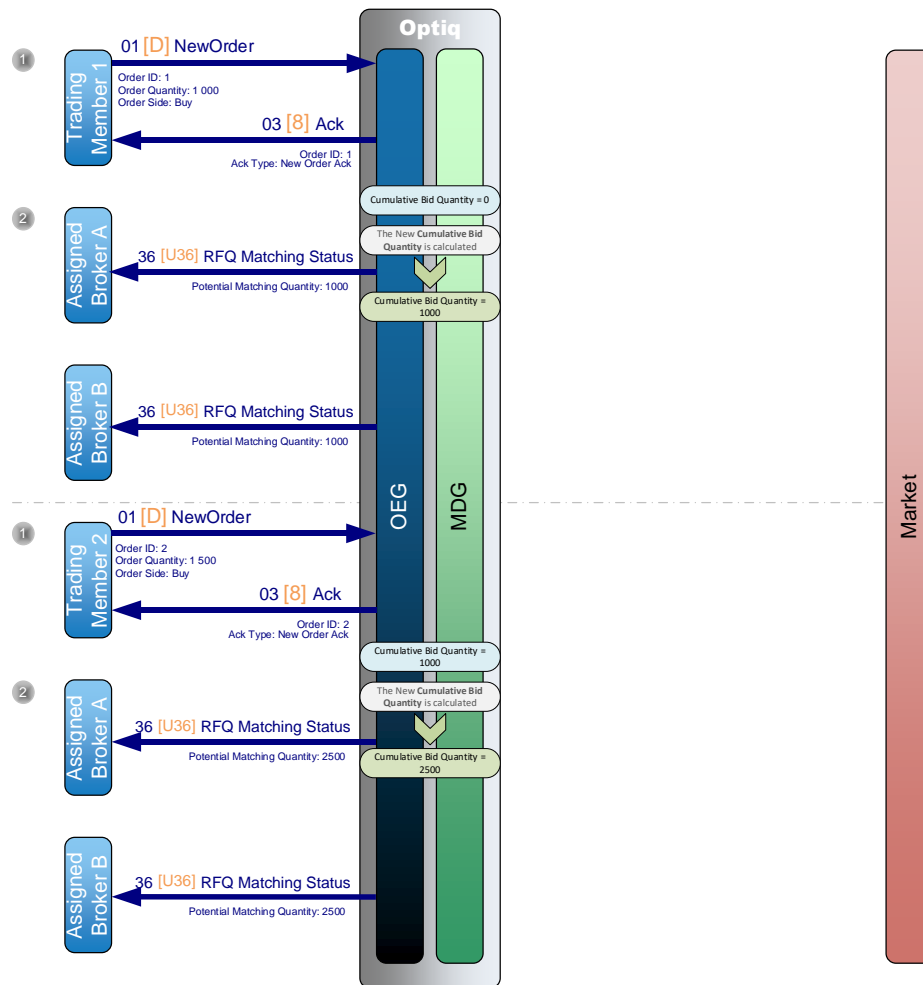 Optiq
1
01 [D] NewOrder
Trading
Member 1
Order ID: 1
Order Quantity: 1 000
Order Side: Buy
03 [8] Ack
Order ID: 1
Ack Type: New Order Ack
Cumulative Bid Quantity = 0
2
Assigned
Broker A
The New Cumulative Bid
Quantity is calculated
36 [U36] RFQ Matching Status
Potential Matching Quantity: 1000
Cumulative Bid Quantity =
1000
Assigned
Broker B
36 [U36] RFQ Matching Status
Potential Matching Quantity: 1000
OEG
MDG
Market
1
01 [D] NewOrder
Trading
Member 2
Order ID: 2
Order Quantity: 1 500
Order Side: Buy
03 [8] Ack
Order ID: 2
Ack Type: New Order Ack
Cumulative Bid Quantity =
1000
2
Assigned
Broker A
The New Cumulative Bid
Quantity is calculated
36 [U36] RFQ Matching Status
Potential Matching Quantity: 2500
Cumulative Bid Quantity =
2500
Assigned
Broker B
36 [U36] RFQ Matching Status
Potential Matching Quantity: 2500